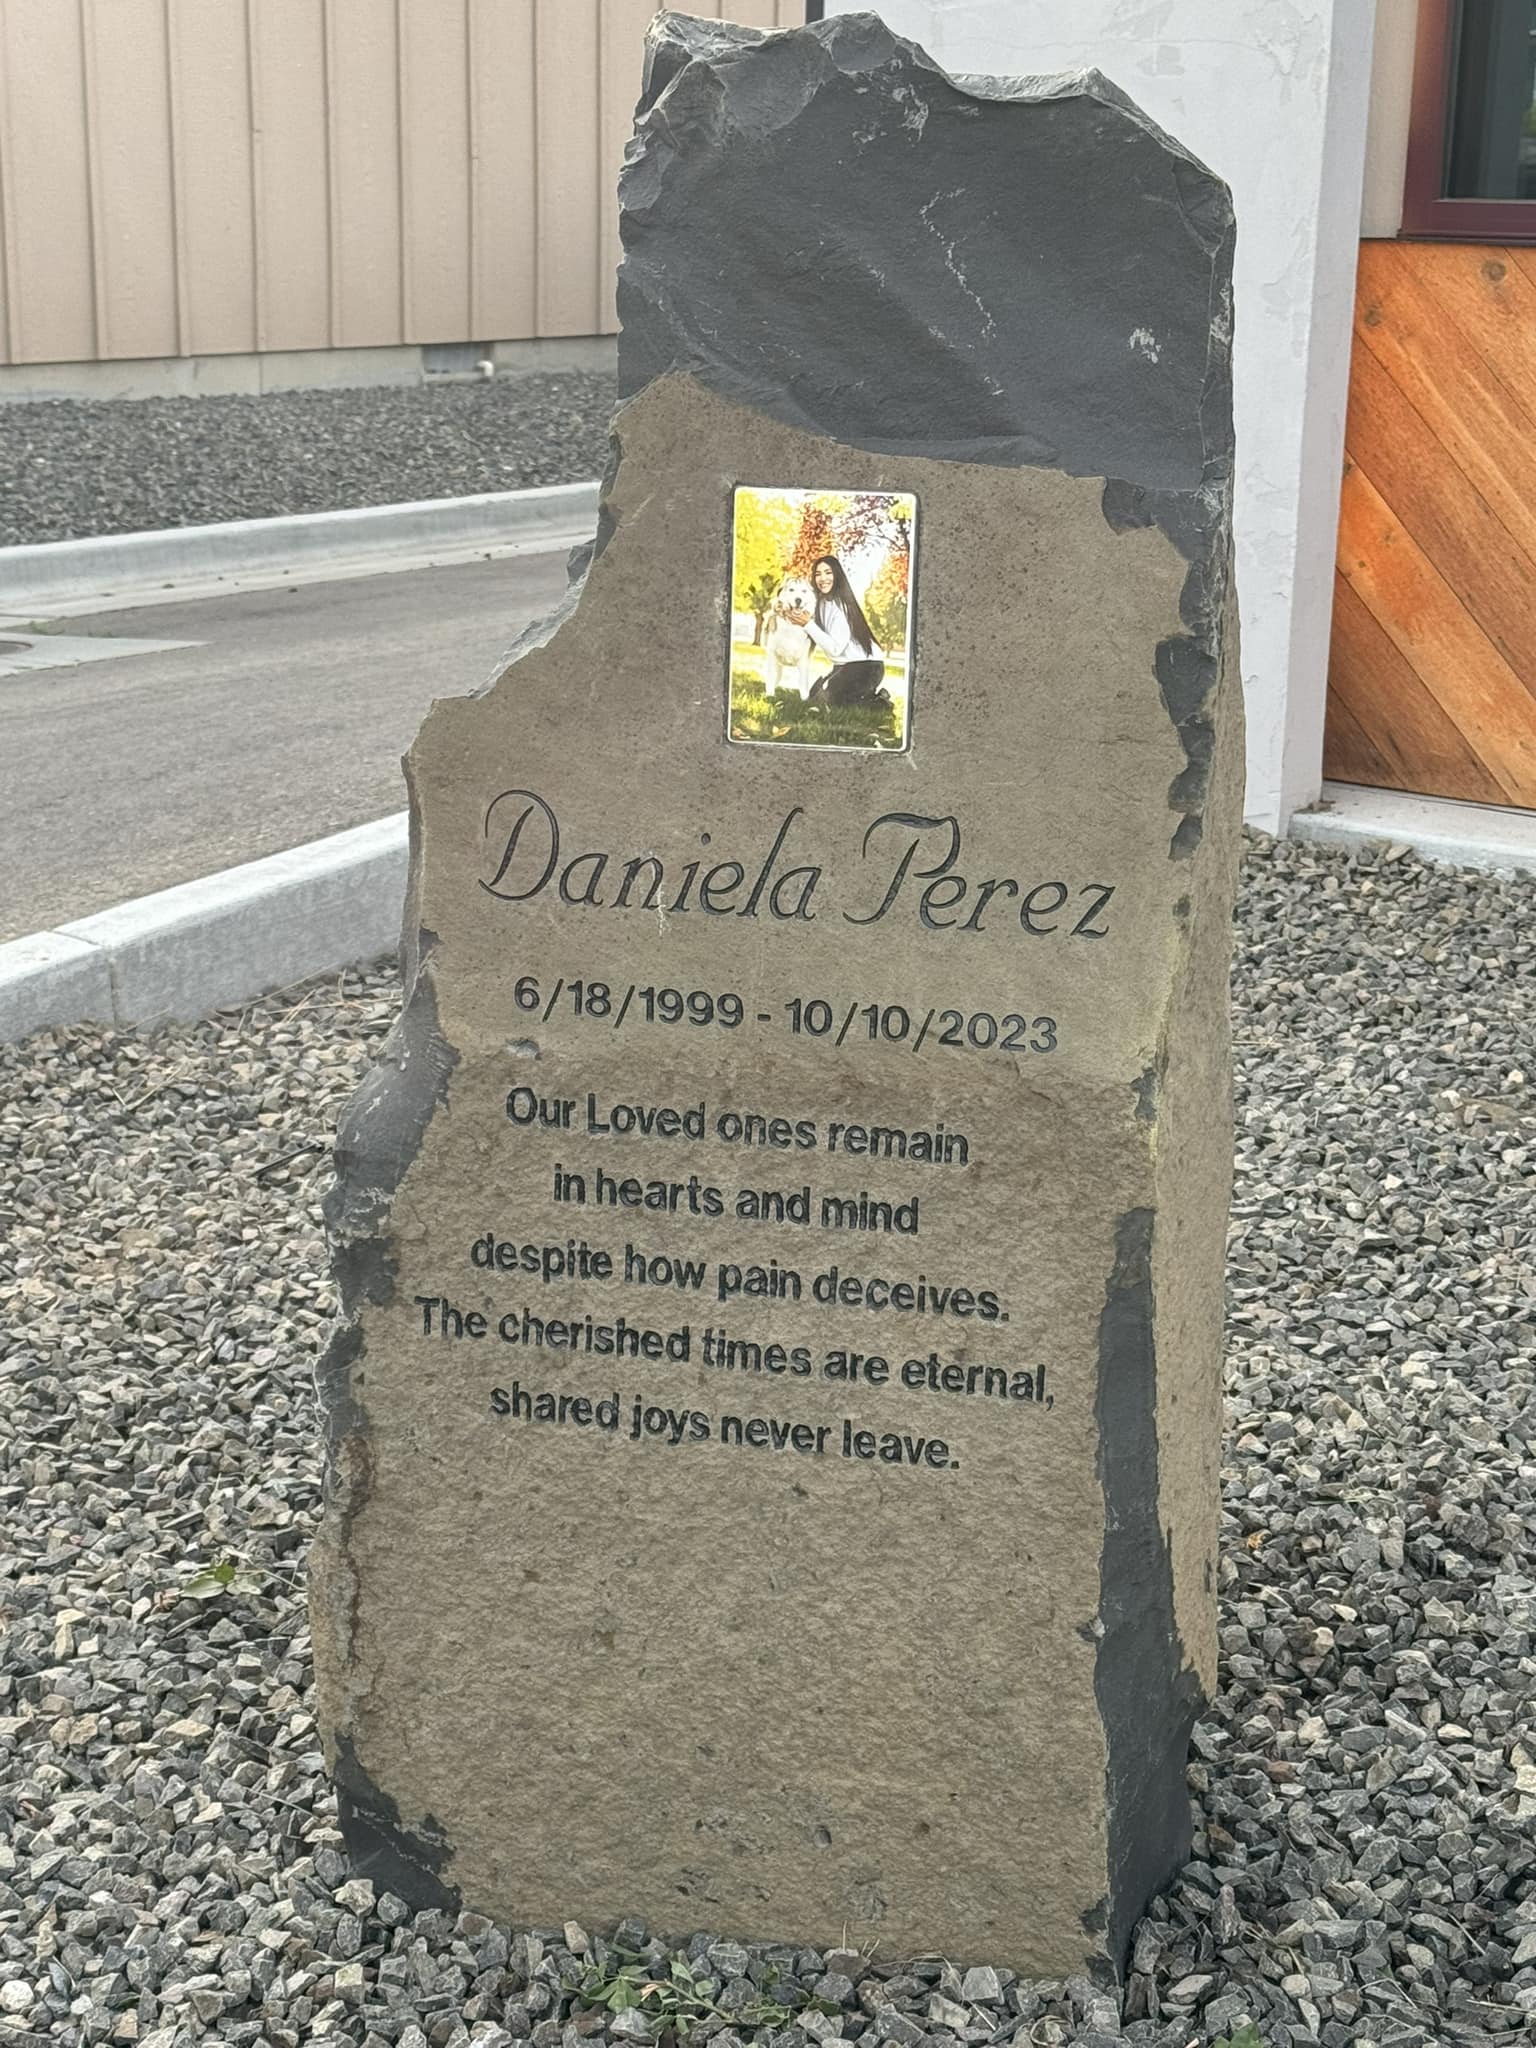 Daniela Perez
6/18/1999 - 10/10/2023
Our Loved ones remain
in hearts and mind
despite how pain deceives.
The cherished times are eternal,
shared joys never leave.